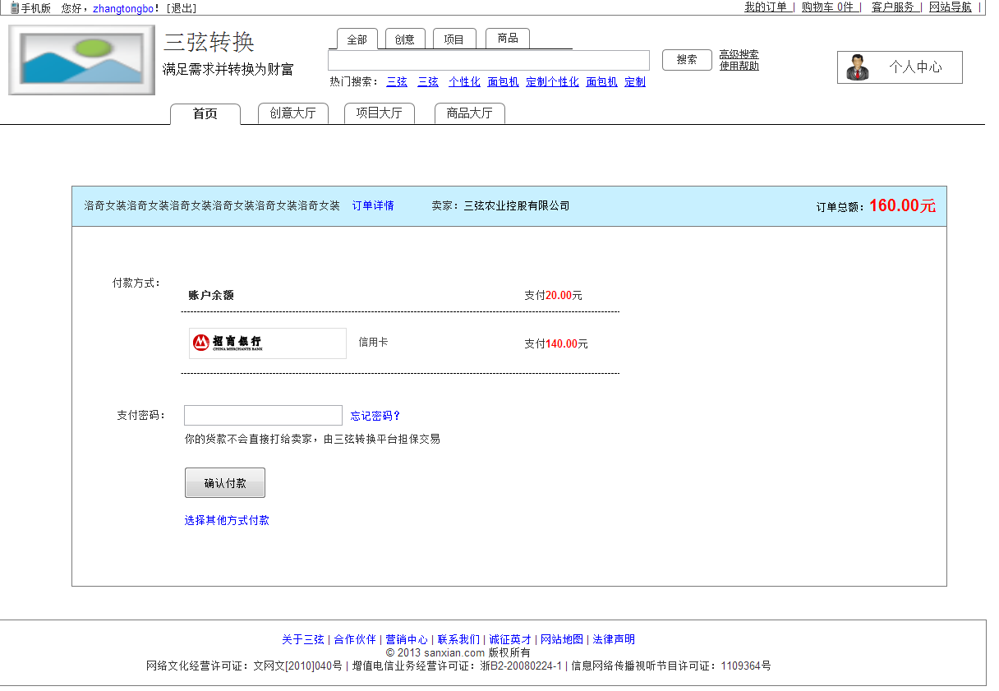 手机版 您好，zhangtongbo！ [退出] 我的订单 | 购物车 0件 | 客户服务 | 网站导航 |
三弦转换
满足需求并转换为财富
全部 创意 项目 商品
搜索 高级搜索
使用帮助
热门搜索： 三弦 三弦 个性化 面包机 定制个性化 面包机 定制
个人中心
首页 创意大厅 项目大厅 商品大厅
洛奇女装洛奇女装洛奇女装洛奇女装洛奇女装洛奇女装 订单详情 卖家：三弦农业控股有限公司 订单总额：160.00元
付款方式：
账户余额 支付20.00元
招商银行 CHINA MERCHANTS BANK 信用卡 支付140.00元
支付密码： 忘记密码？
你的货款不会直接打给卖家，由三弦转换平台担保交易
确认付款
选择其他方式付款
关于三弦 | 合作伙伴 | 营销中心 | 联系我们 | 诚征英才 | 网站地图 | 法律声明
© 2013 sanxian.com 版权所有
网络文化经营许可证：文网文[2010]040号 | 增值电信业务经营许可证：浙B2-20080224-1 | 信息网络传播视听节目许可证：1109364号